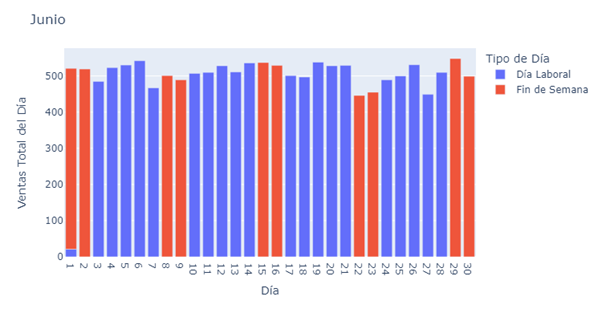 Junio
Tipo de Día
Día Laboral
Fin de Semana
Ventas Total del Día
500
400
300
200
100
0
1 2 3 4 5 6 7 8 9 10 11 12 13 14 15 16 17 18 19 20 21 22 23 24 25 26 27 28 29 30
Día